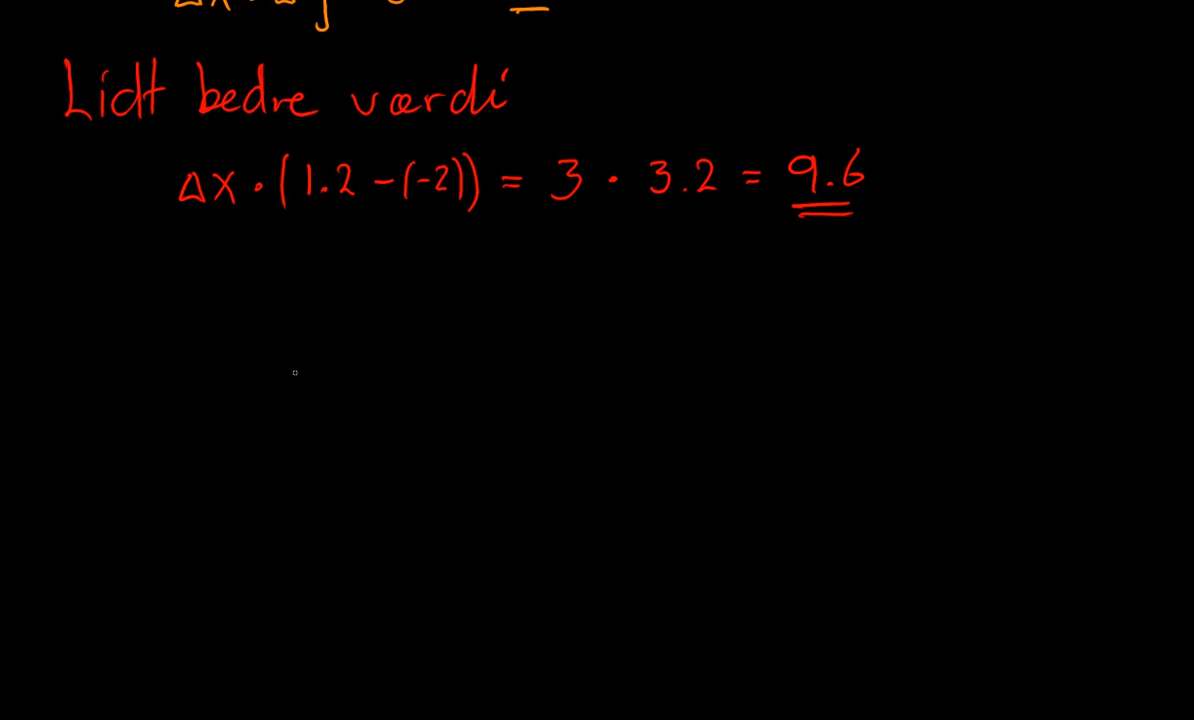 Lidt bedre værdi
Δx · (1.2 - (-2)) = 3 · 3.2 = 9.6